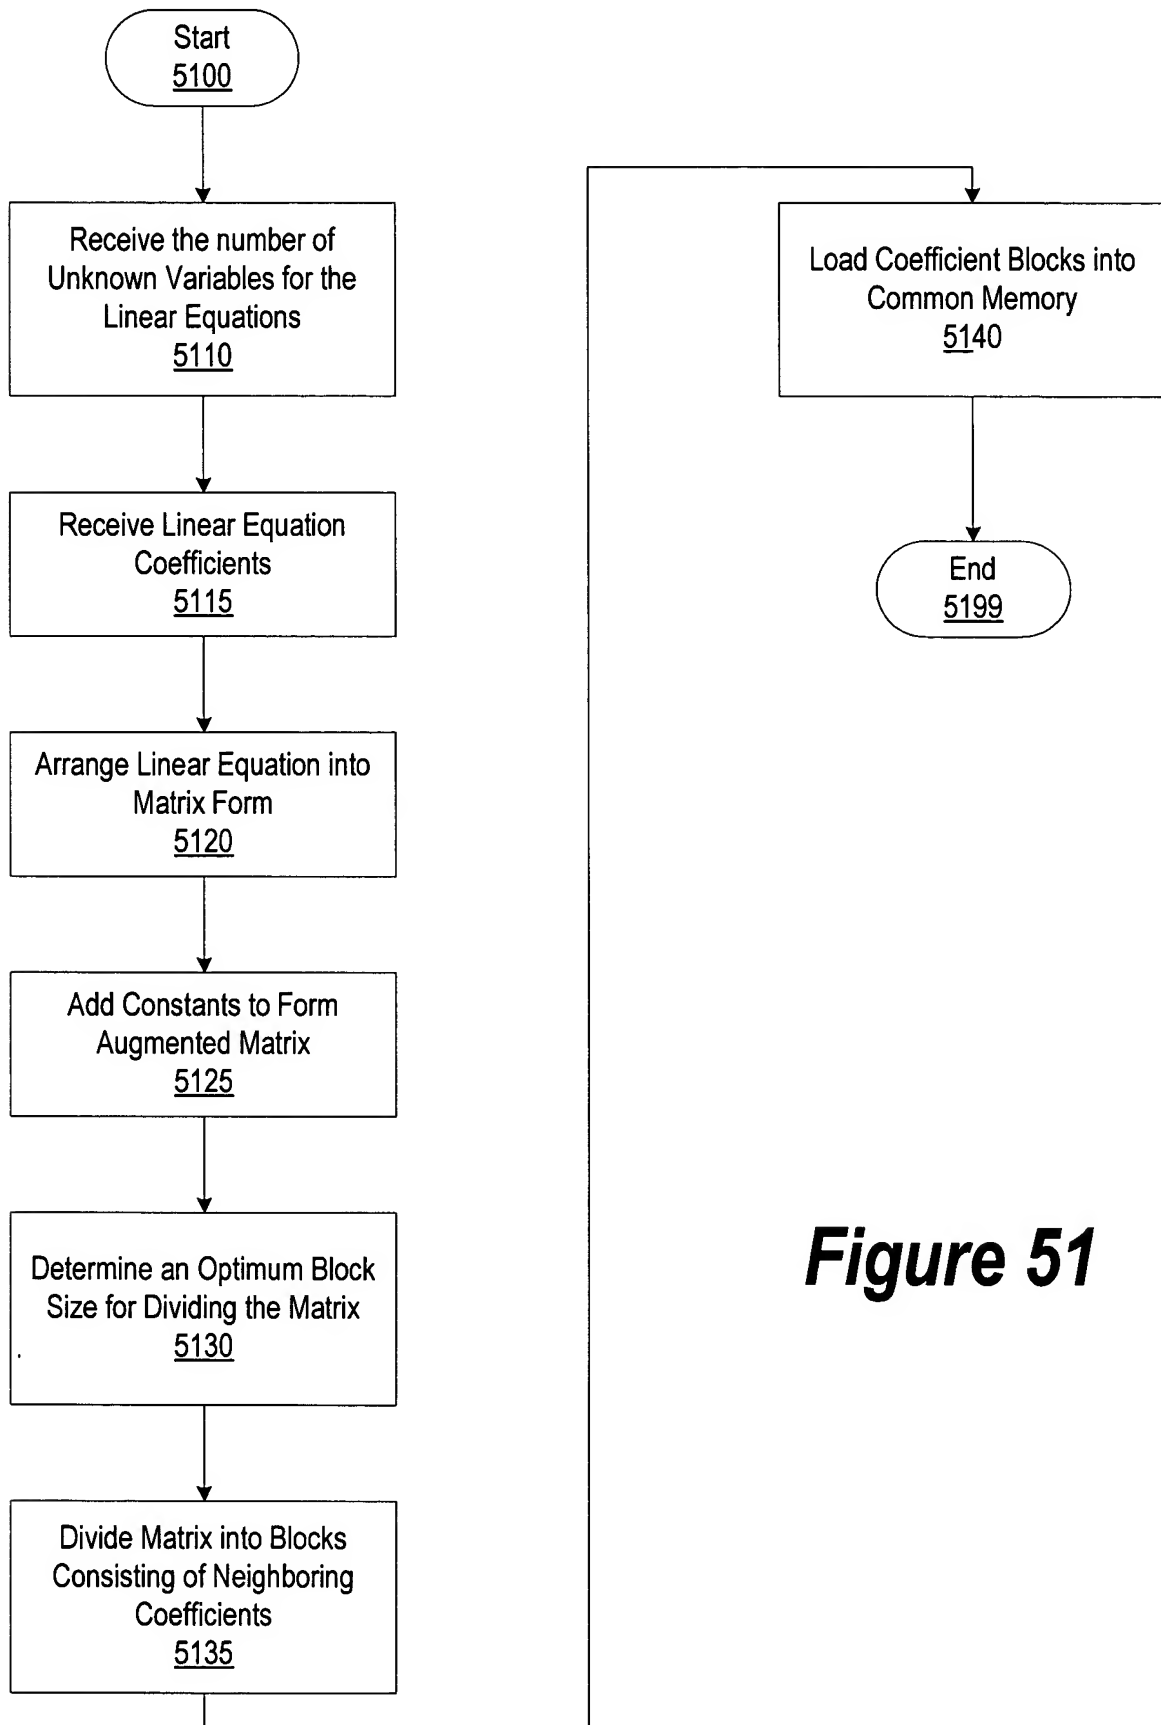 Start
5100
Receive the number of
Unknown Variables for the
Linear Equations
5110
Receive Linear Equation
Coefficients
5115
Arrange Linear Equation into
Matrix Form
5120
Add Constants to Form
Augmented Matrix
5125
Determine an Optimum Block
Size for Dividing the Matrix
5130
Divide Matrix into Blocks
Consisting of Neighboring
Coefficients
5135
Load Coefficient Blocks into
Common Memory
5140
End
5199
Figure 51